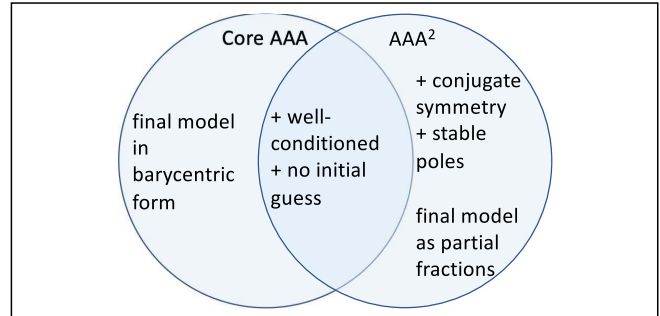 Core AAA
AAA²
final model
in
barycentric
form
+ well-
conditioned
+ no initial
guess
+ conjugate
symmetry
+ stable
poles
final model
as partial
fractions